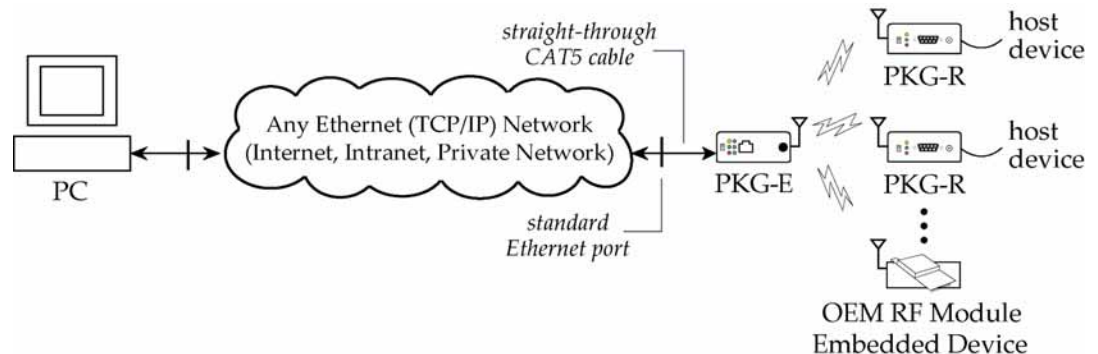 straight-through
CAT5 cable
host
device
PKG-R
Any Ethernet (TCP/IP) Network
(Internet, Intranet, Private Network)
PC
PKG-E
host
device
PKG-R
standard
Ethernet port
OEM RF Module
Embedded Device